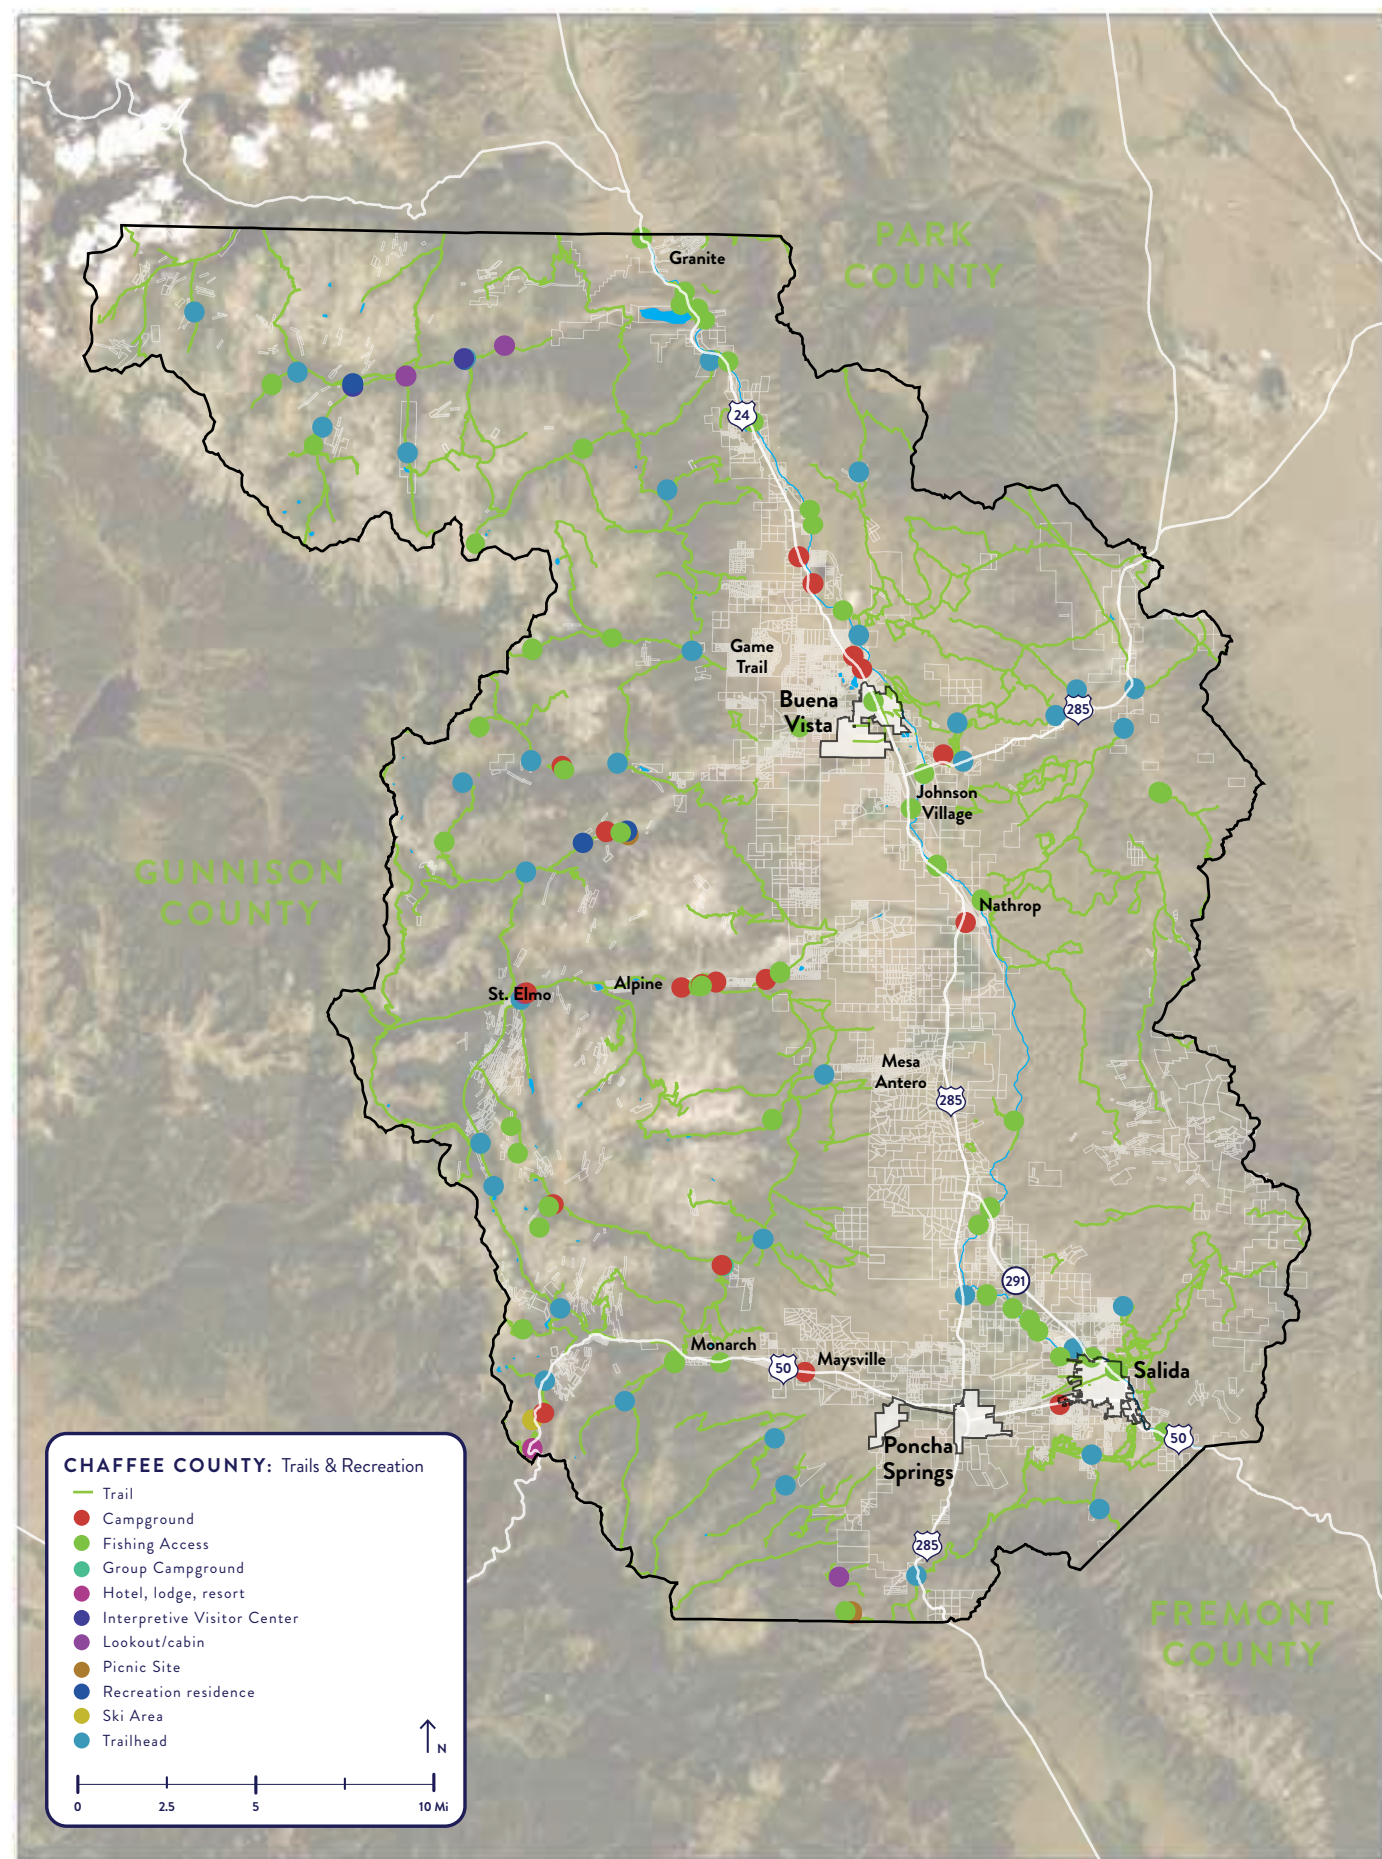 PARK
COUNTY
Granite
24
Game
Trail
Buena
Vista
285
Johnson
Village
GUNNISON
COUNTY
Nathrop
St. Elmo
Alpine
Mesa
Antero
285
291
Monarch
50
Maysville
Salida
Poncha
Springs
50
285
FREMONT
COUNTY
CHAFFEE COUNTY: Trails & Recreation
Trail
Campground
Fishing Access
Group Campground
Hotel, lodge, resort
Interpretive Visitor Center
Lookout/cabin
Picnic Site
Recreation residence
Ski Area
Trailhead
N
0 2.5 5 10 Mi